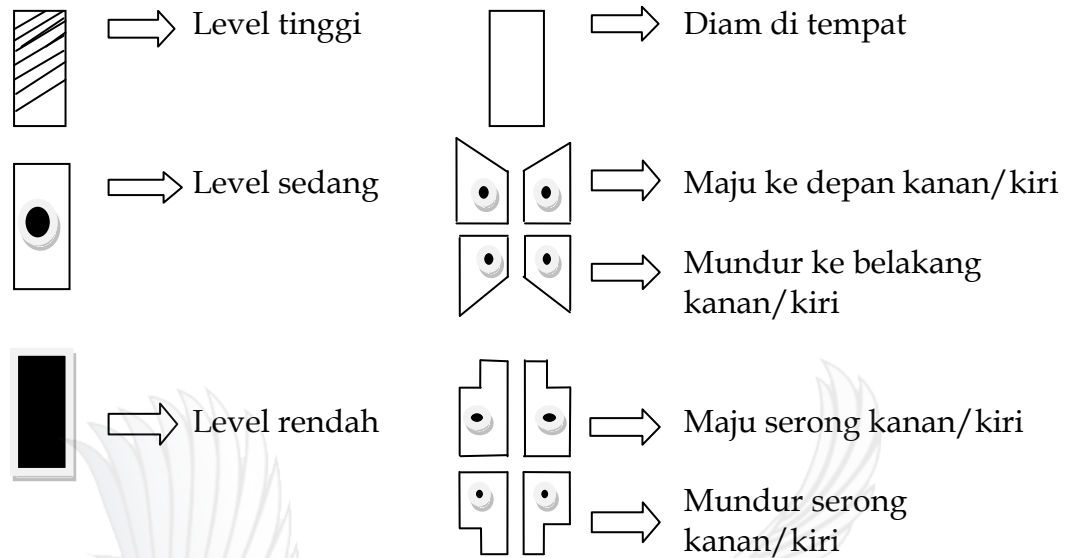 Level tinggi
Diam di tempat
Level sedang
Maju ke depan kanan/kiri
Mundur ke belakang
kanan/kiri
Level rendah
Maju serong kanan/kiri
Mundur serong
kanan/kiri